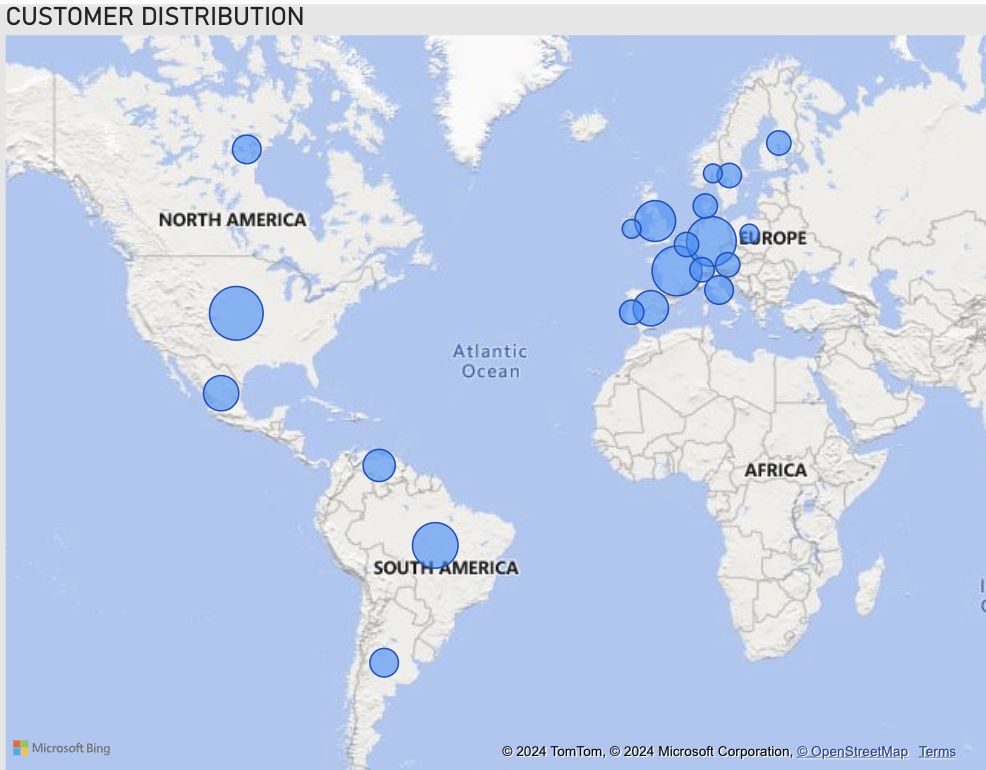 CUSTOMER DISTRIBUTION
NORTH AMERICA
EUROPE
Atlantic
Ocean
AFRICA
SOUTH AMERICA
Microsoft Bing
© 2024 TomTom, © 2024 Microsoft Corporation, © OpenStreetMap Terms